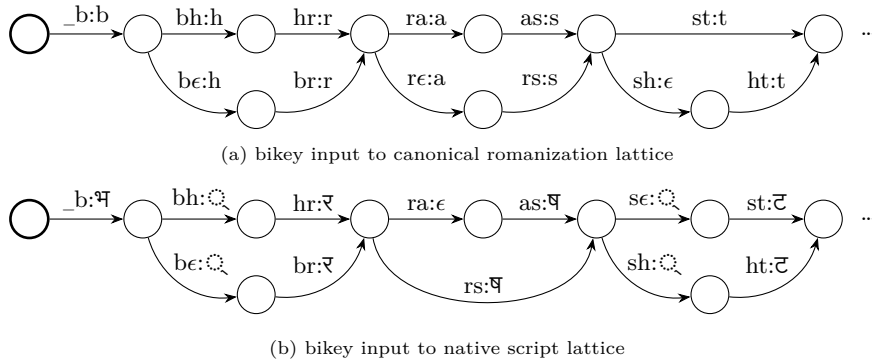 _b:b bh:h hr:r ra:a as:s st:t ..
bϵ:h br:r rϵ:a rs:s sh:ϵ ht:t
(a) bikey input to canonical romanization lattice
_b:भ bh:◌् hr:र ra:ϵ as:ष sϵ:◌् st:ट ..
bϵ:◌् br:र rs:ष sh:◌् ht:ट
(b) bikey input to native script lattice